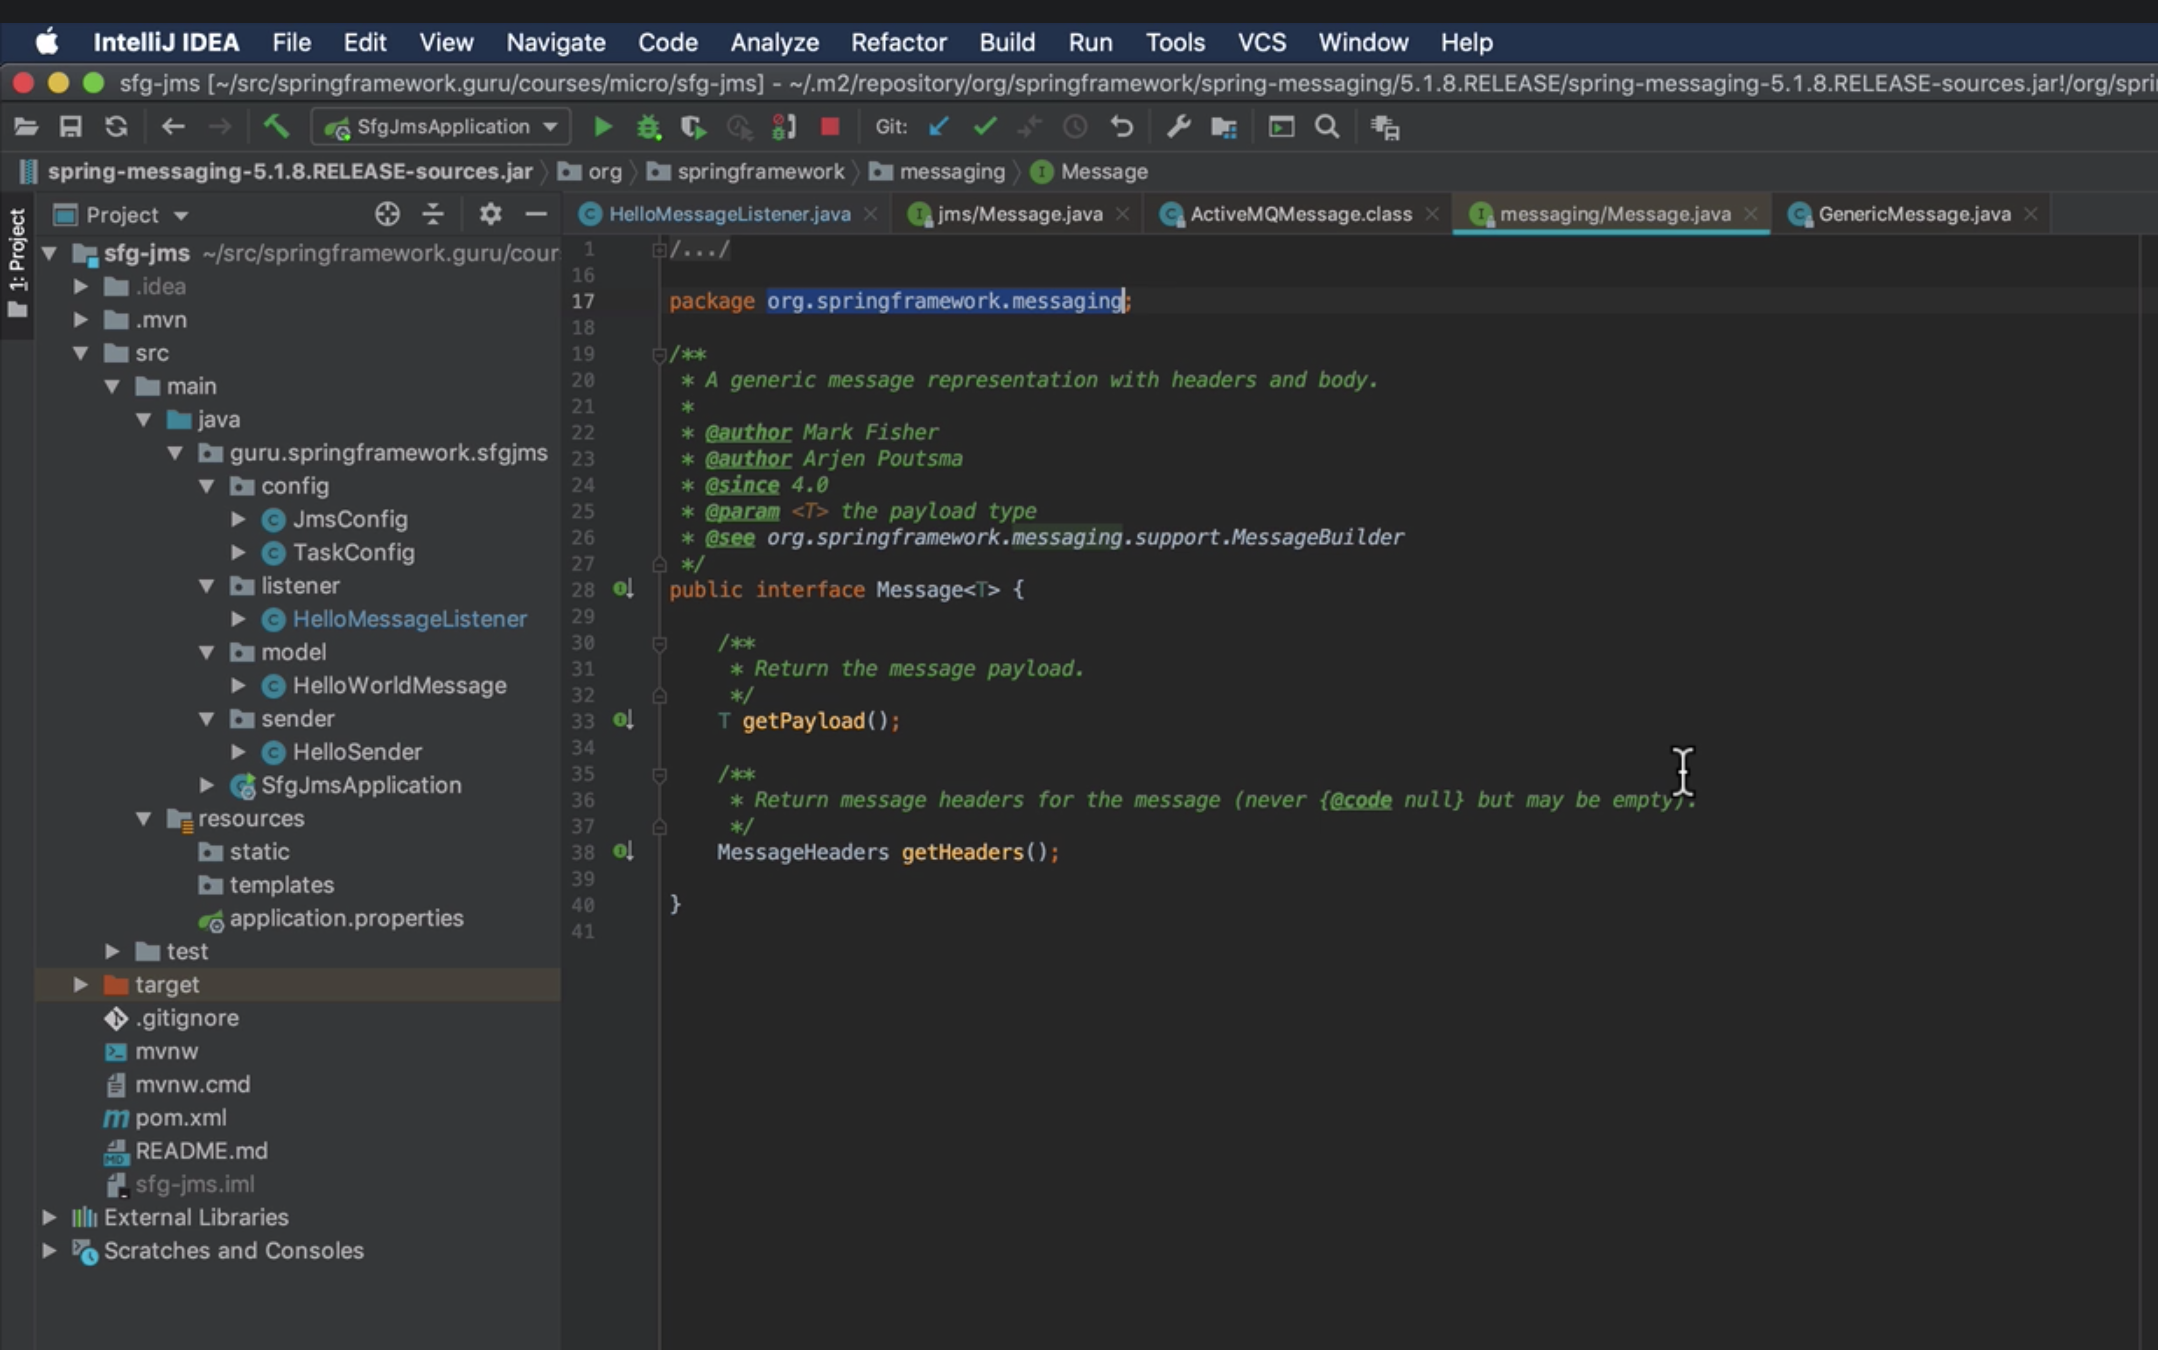 IntelliJ IDEA File Edit View Navigate Code Analyze Refactor Build Run Tools VCS Window Help
sfg-jms [~/src/springframework.guru/courses/micro/sfg-jms] - ~/.m2/repository/org/springframework/spring-messaging/5.1.8.RELEASE/spring-messaging-5.1.8.RELEASE-sources.jar!/org/spri
SfgJmsApplication Git:
spring-messaging-5.1.8.RELEASE-sources.jar org springframework messaging Message
1: Project
Project
sfg-jms ~/src/springframework.guru/cour
.idea
.mvn
src
main
java
guru.springframework.sfgjms
config
JmsConfig
TaskConfig
listener
HelloMessageListener
model
HelloWorldMessage
sender
HelloSender
SfgJmsApplication
resources
static
templates
application.properties
test
target
.gitignore
mvnw
mvnw.cmd
pom.xml
README.md
sfg-jms.iml
External Libraries
Scratches and Consoles
HelloMessageListener.java jms/Message.java ActiveMQMessage.class messaging/Message.java GenericMessage.java
1 /.../
16
17 package org.springframework.messaging;
18
19 /**
20 * A generic message representation with headers and body.
21 *
22 * @author Mark Fisher
23 * @author Arjen Poutsma
24 * @since 4.0
25 * @param <T> the payload type
26 * @see org.springframework.messaging.support.MessageBuilder
27 */
28 public interface Message<T> {
29
30 /**
31 * Return the message payload.
32 */
33 T getPayload();
34
35 /**
36 * Return message headers for the message (never {@code null} but may be empty).
37 */
38 MessageHeaders getHeaders();
39
40 }
41